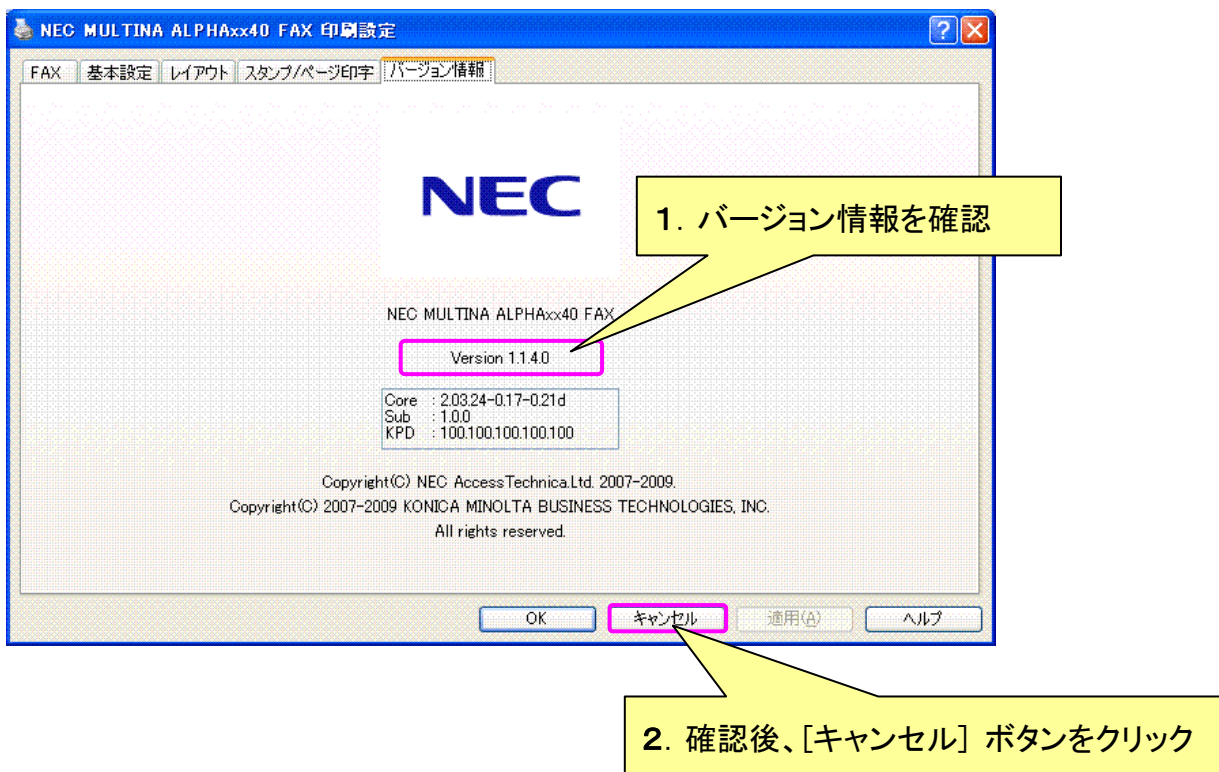 NEC MULTINA ALPHAxx40 FAX 印刷設定
FAX 基本設定 レイアウト スタンプ/ページ印字 バージョン情報
NEC
1．バージョン情報を確認
NEC MULTINA ALPHAxx40 FAX
Version 1.1.4.0
Core : 2.03.24-0.17-0.21d
Sub : 1.0.0
KPD : 100.100.100.100.100
Copyright(C) NEC AccessTechnica.Ltd. 2007-2009.
Copyright(C) 2007-2009 KONICA MINOLTA BUSINESS TECHNOLOGIES, INC.
All rights reserved.
OK キャンセル 適用(A) ヘルプ
2．確認後、[キャンセル] ボタンをクリック